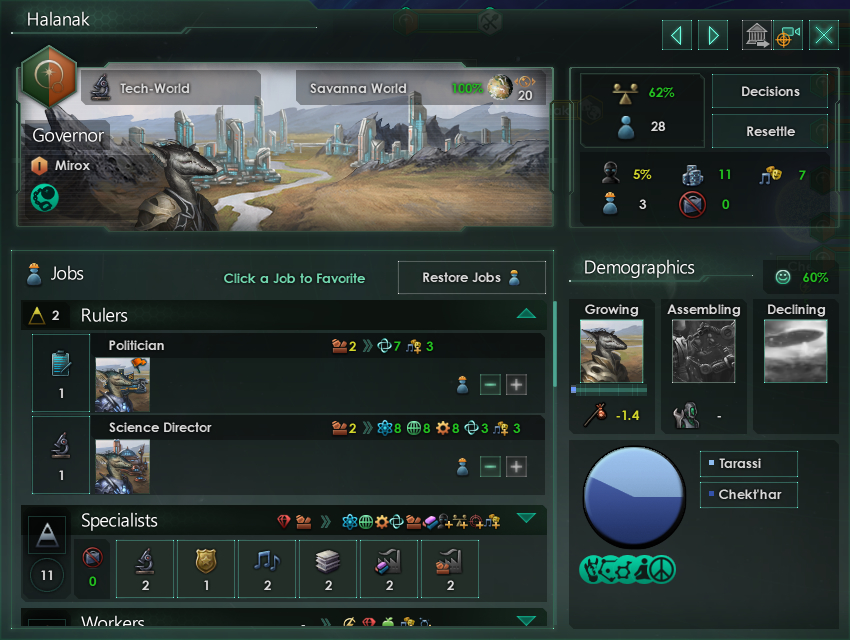 Halanak
Tech-World
Savanna World
100%
20
Governor
I
Mirox
62%
28
Decisions
Resettle
5%
11
7
3
0
Jobs
Click a Job to Favorite
Restore Jobs
2
Rulers
Politician
2
7
3
1
Science Director
2
8
8
8
3
3
1
Specialists
11
0
2
1
2
2
2
2
Workers
Demographics
60%
Growing
Assembling
Declining
-1.4
-
Tarassi
Chekt'har